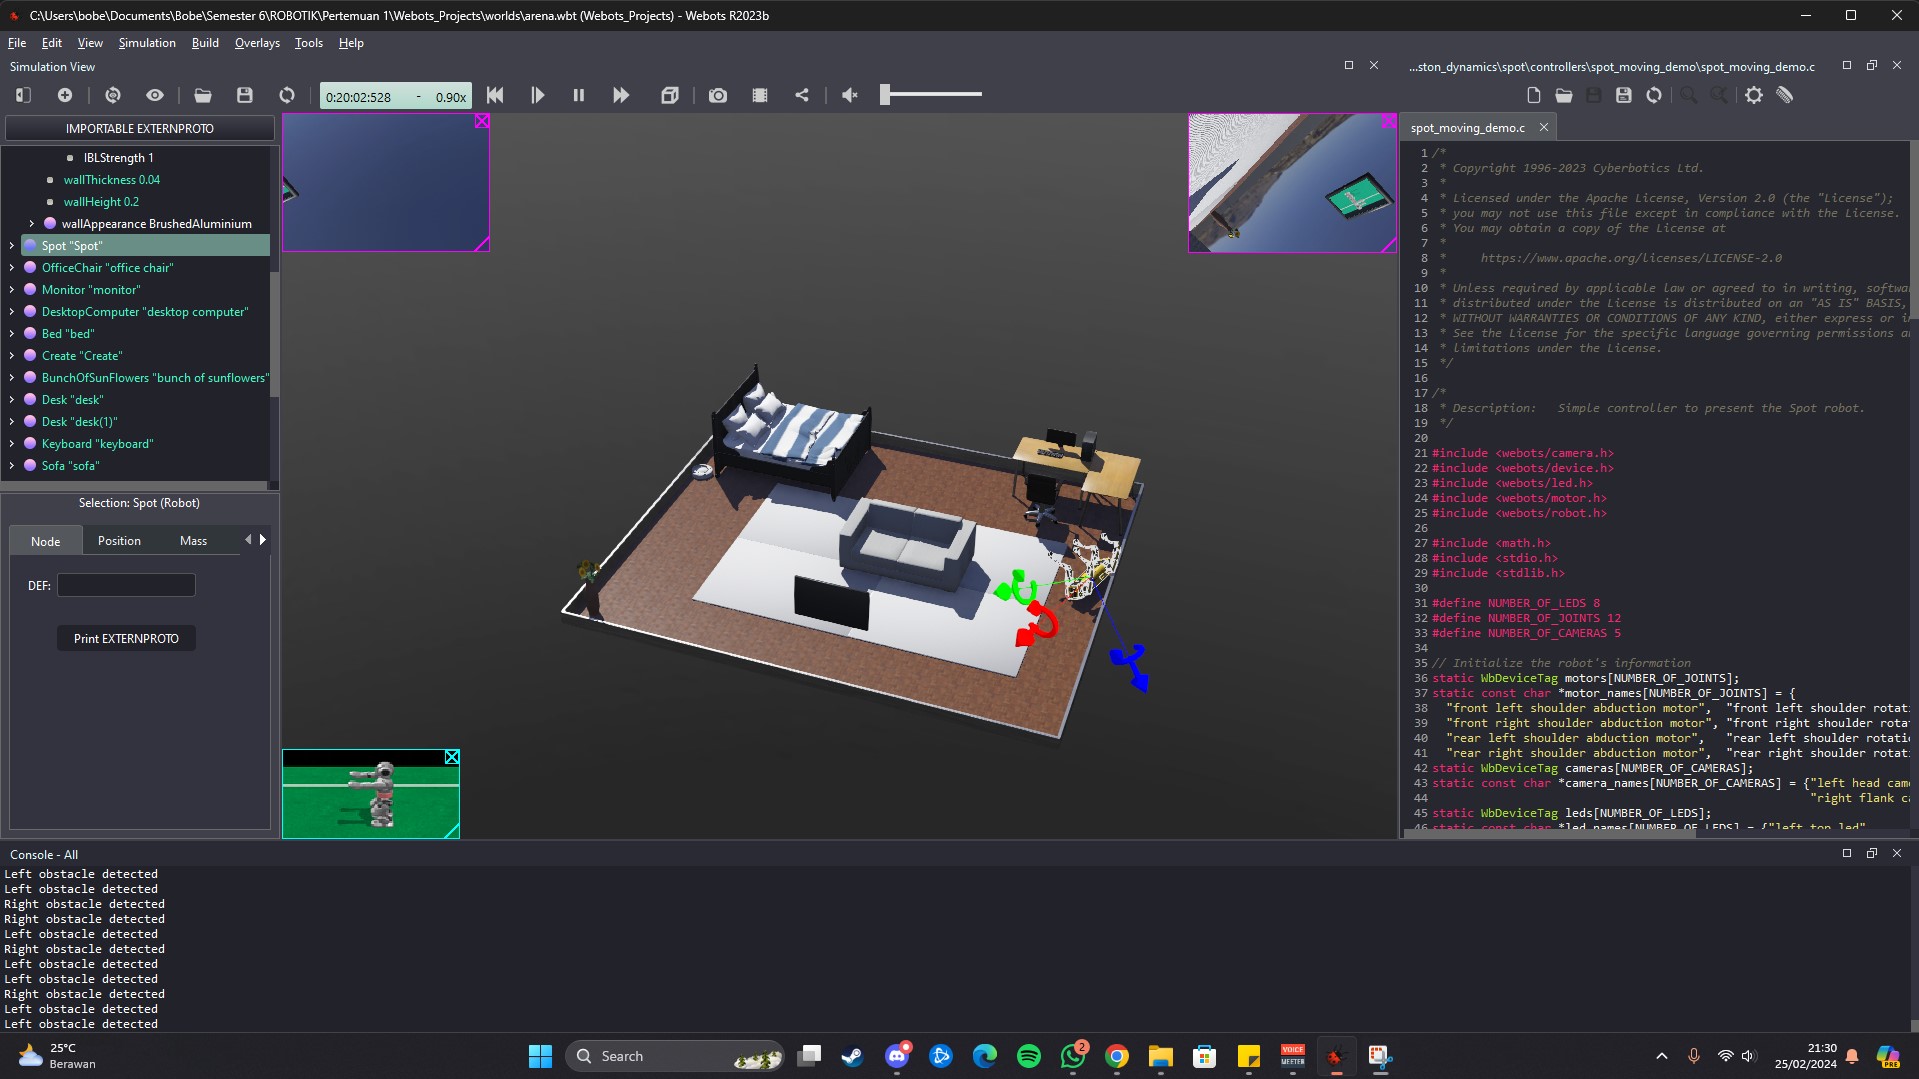 C:\Users\bobe\Documents\Bobe\Semester 6\ROBOTIK\Pertemuan 1\Webots_Projects\worlds\arena.wbt (Webots_Projects) - Webots R2023b
File Edit View Simulation Build Overlays Tools Help
Simulation View
0:20:02:528 - 0.90x
IMPORTABLE EXTERNPROTO
IBLStrength 1
wallThickness 0.04
wallHeight 0.2
wallAppearance BrushedAluminium
Spot "Spot"
OfficeChair "office chair"
Monitor "monitor"
DesktopComputer "desktop computer"
Bed "bed"
Create "Create"
BunchOfSunFlowers "bunch of sunflowers"
Desk "desk"
Desk "desk(1)"
Keyboard "keyboard"
Sofa "sofa"
Selection: Spot (Robot)
Node Position Mass
DEF:
Print EXTERNPROTO
...ston_dynamics\spot\controllers\spot_moving_demo\spot_moving_demo.c
spot_moving_demo.c
1 /*
2 * Copyright 1996-2023 Cyberbotics Ltd.
3 *
4 * Licensed under the Apache License, Version 2.0 (the "License");
5 * you may not use this file except in compliance with the License.
6 * You may obtain a copy of the License at
7 *
8 * https://www.apache.org/licenses/LICENSE-2.0
9 *
10 * Unless required by applicable law or agreed to in writing, softwa
11 * distributed under the License is distributed on an "AS IS" BASIS,
12 * WITHOUT WARRANTIES OR CONDITIONS OF ANY KIND, either express or i
13 * See the License for the specific language governing permissions a
14 * limitations under the License.
15 */
16
17 /*
18 * Description: Simple controller to present the Spot robot.
19 */
20
21 #include <webots/camera.h>
22 #include <webots/device.h>
23 #include <webots/led.h>
24 #include <webots/motor.h>
25 #include <webots/robot.h>
26
27 #include <math.h>
28 #include <stdio.h>
29 #include <stdlib.h>
30
31 #define NUMBER_OF_LEDS 8
32 #define NUMBER_OF_JOINTS 12
33 #define NUMBER_OF_CAMERAS 5
34
35 // Initialize the robot's information
36 static WbDeviceTag motors[NUMBER_OF_JOINTS];
37 static const char *motor_names[NUMBER_OF_JOINTS] = {
38 "front left shoulder abduction motor", "front left shoulder rotati
39 "front right shoulder abduction motor", "front right shoulder rotat
40 "rear left shoulder abduction motor", "rear left shoulder rotatio
41 "rear right shoulder abduction motor", "rear right shoulder rotati
42 static WbDeviceTag cameras[NUMBER_OF_CAMERAS];
43 static const char *camera_names[NUMBER_OF_CAMERAS] = {"left head came
44 "right flank ca
45 static WbDeviceTag leds[NUMBER_OF_LEDS];
46 static const char *led_names[NUMBER_OF_LEDS] = {"left top led"
Console - All
Left obstacle detected
Left obstacle detected
Right obstacle detected
Right obstacle detected
Left obstacle detected
Right obstacle detected
Left obstacle detected
Left obstacle detected
Right obstacle detected
Left obstacle detected
Left obstacle detected
25°C
Berawan
Search
2
VOICE
MEETER
PRE
21:30
25/02/2024